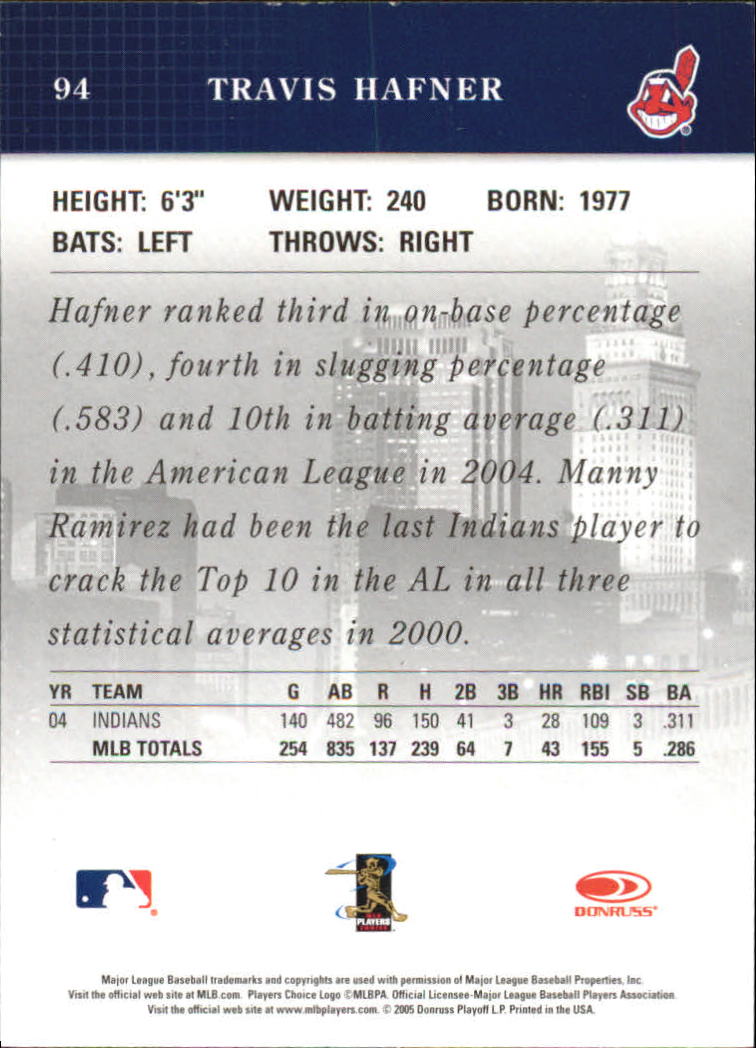 94 TRAVIS HAFNER
HEIGHT: 6'3" WEIGHT: 240 BORN: 1977
BATS: LEFT THROWS: RIGHT
Hafner ranked third in on-base percentage
(.410), fourth in slugging percentage
(.583) and 10th in batting average (.311)
in the American League in 2004. Manny
Ramirez had been the last Indians player to
crack the Top 10 in the AL in all three
statistical averages in 2000.
YR TEAM G AB R H 2B 3B HR RBI SB BA
04 INDIANS 140 482 96 150 41 3 28 109 3 .311
MLB TOTALS 254 835 137 239 64 7 43 155 5 .286
MLB
PLAYERS
CHOICE
DONRUSS®
Major League Baseball trademarks and copyrights are used with permission of Major League Baseball Properties, Inc.
Visit the official web site at MLB.com. Players Choice Logo ©MLBPA. Official Licensee-Major League Baseball Players Association.
Visit the official web site at www.mlbplayers.com. © 2005 Donruss Playoff L.P. Printed in the USA.